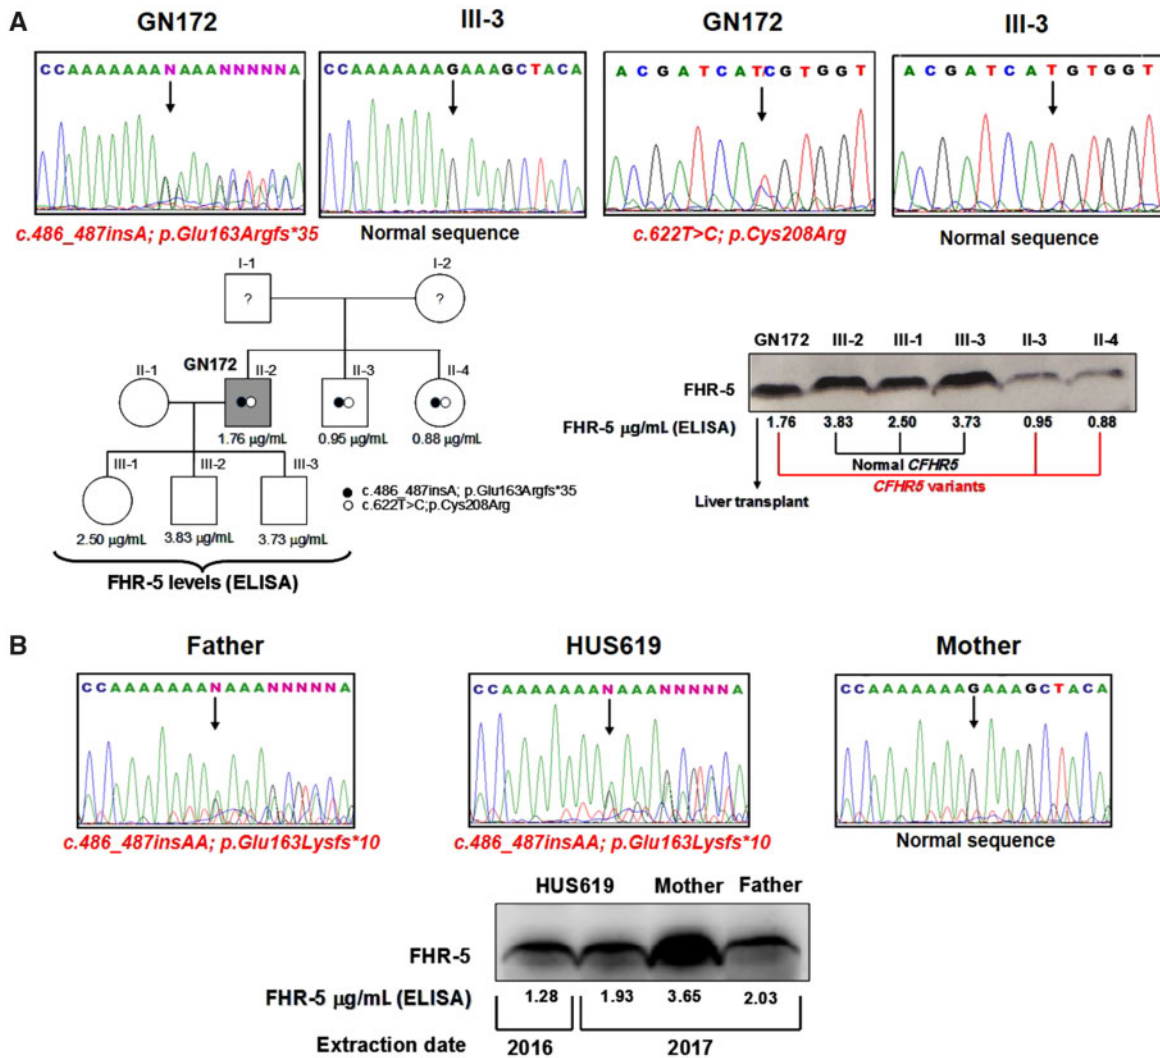 A
GN172 III-3 GN172 III-3
CCAAAAAAANAAANNNNNA CCAAAAAAAGAAAGCTACA ACGATCATCGTGGT ACGATCATGTGGT
c.486_487insA; p.Glu163Argfs*35 Normal sequence c.622T>C; p.Cys208Arg Normal sequence
I-1 I-2
? ?
GN172
II-1 II-2 II-3 II-4
1.76 µg/mL 0.95 µg/mL 0.88 µg/mL
III-1 III-2 III-3
2.50 µg/mL 3.83 µg/mL 3.73 µg/mL
FHR-5 levels (ELISA)
c.486_487insA; p.Glu163Argfs*35
c.622T>C;p.Cys208Arg
GN172 III-2 III-1 III-3 II-3 II-4
FHR-5
FHR-5 µg/mL (ELISA) 1.76 3.83 2.50 3.73 0.95 0.88
Normal CFHR5
CFHR5 variants
Liver transplant
B
Father HUS619 Mother
CCAAAAAAANAAANNNNNA CCAAAAAAANAAANNNNNA CCAAAAAAAGAAAGCTACA
c.486_487insAA; p.Glu163Lysfs*10 c.486_487insAA; p.Glu163Lysfs*10 Normal sequence
HUS619 Mother Father
FHR-5
FHR-5 µg/mL (ELISA) 1.28 1.93 3.65 2.03
Extraction date 2016 2017